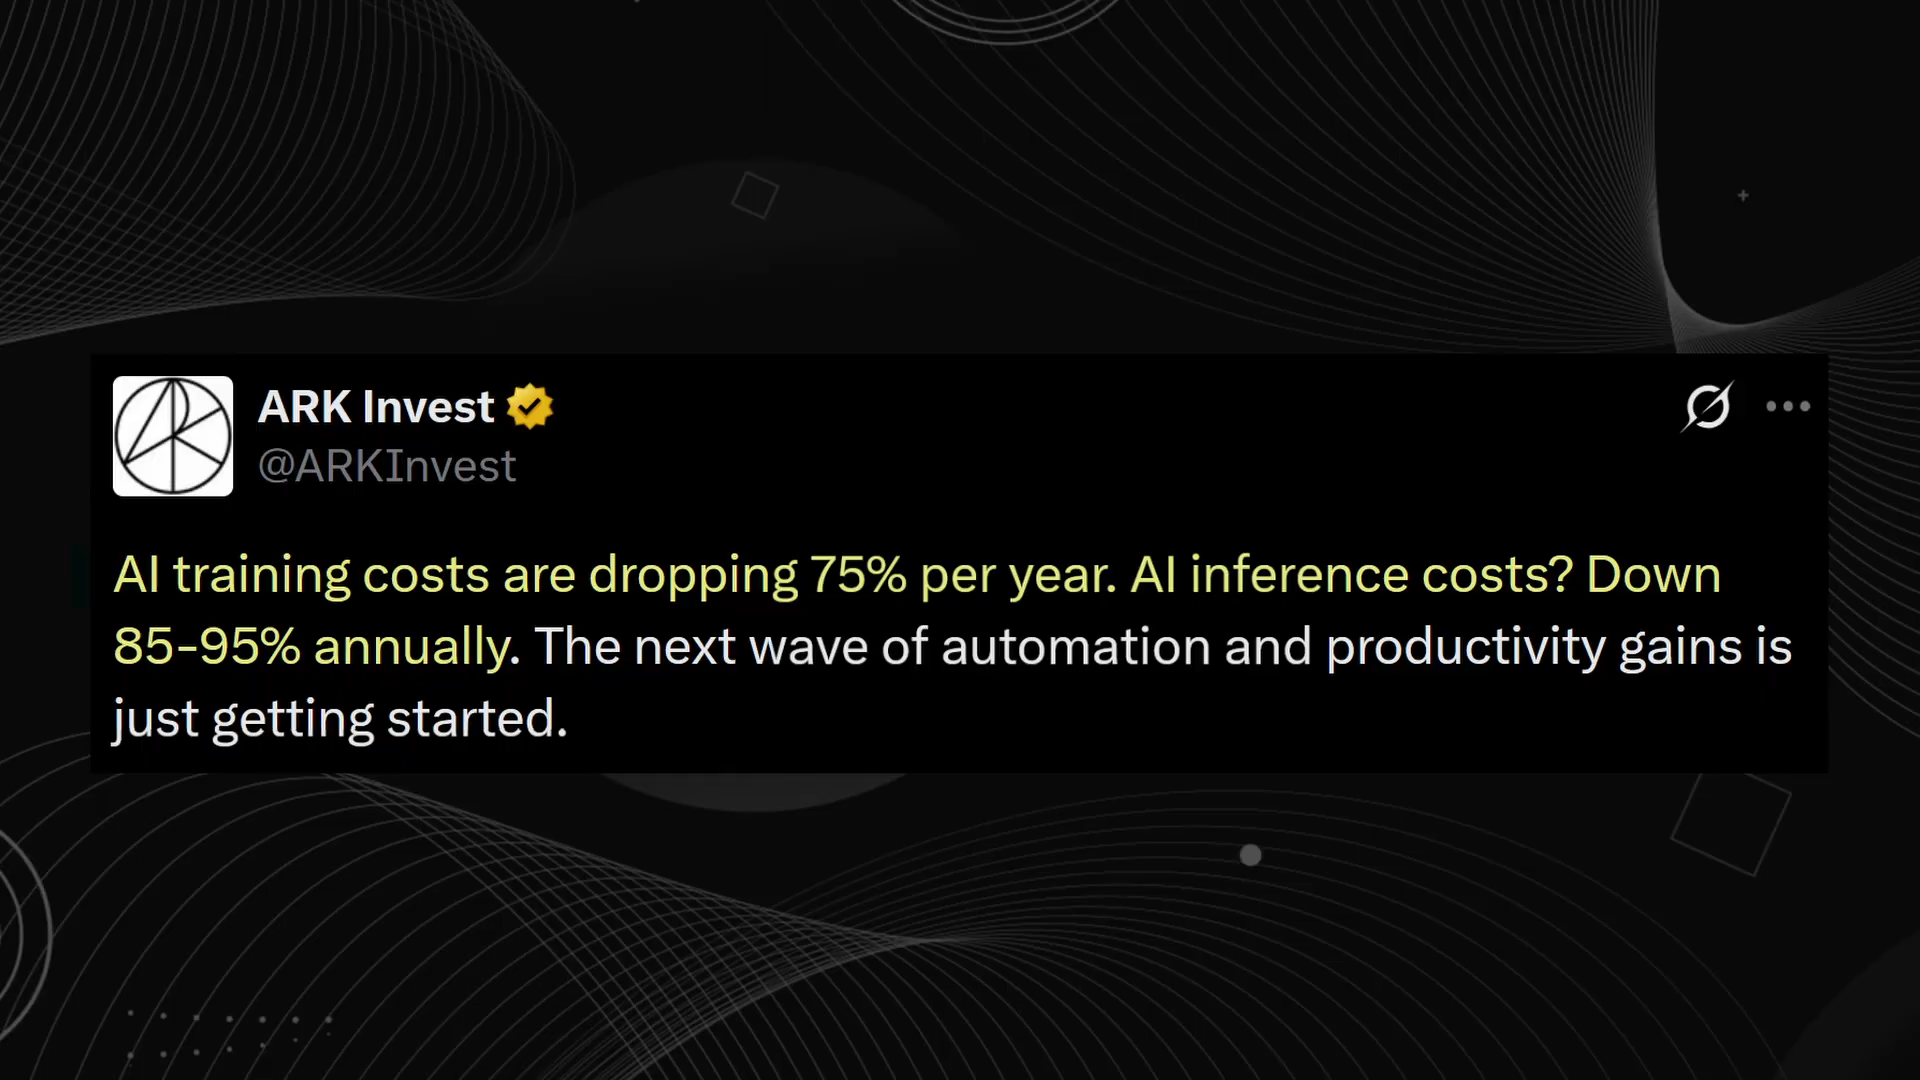 ARK Invest
@ARKInvest
AI training costs are dropping 75% per year. AI inference costs? Down
85-95% annually. The next wave of automation and productivity gains is
just getting started.